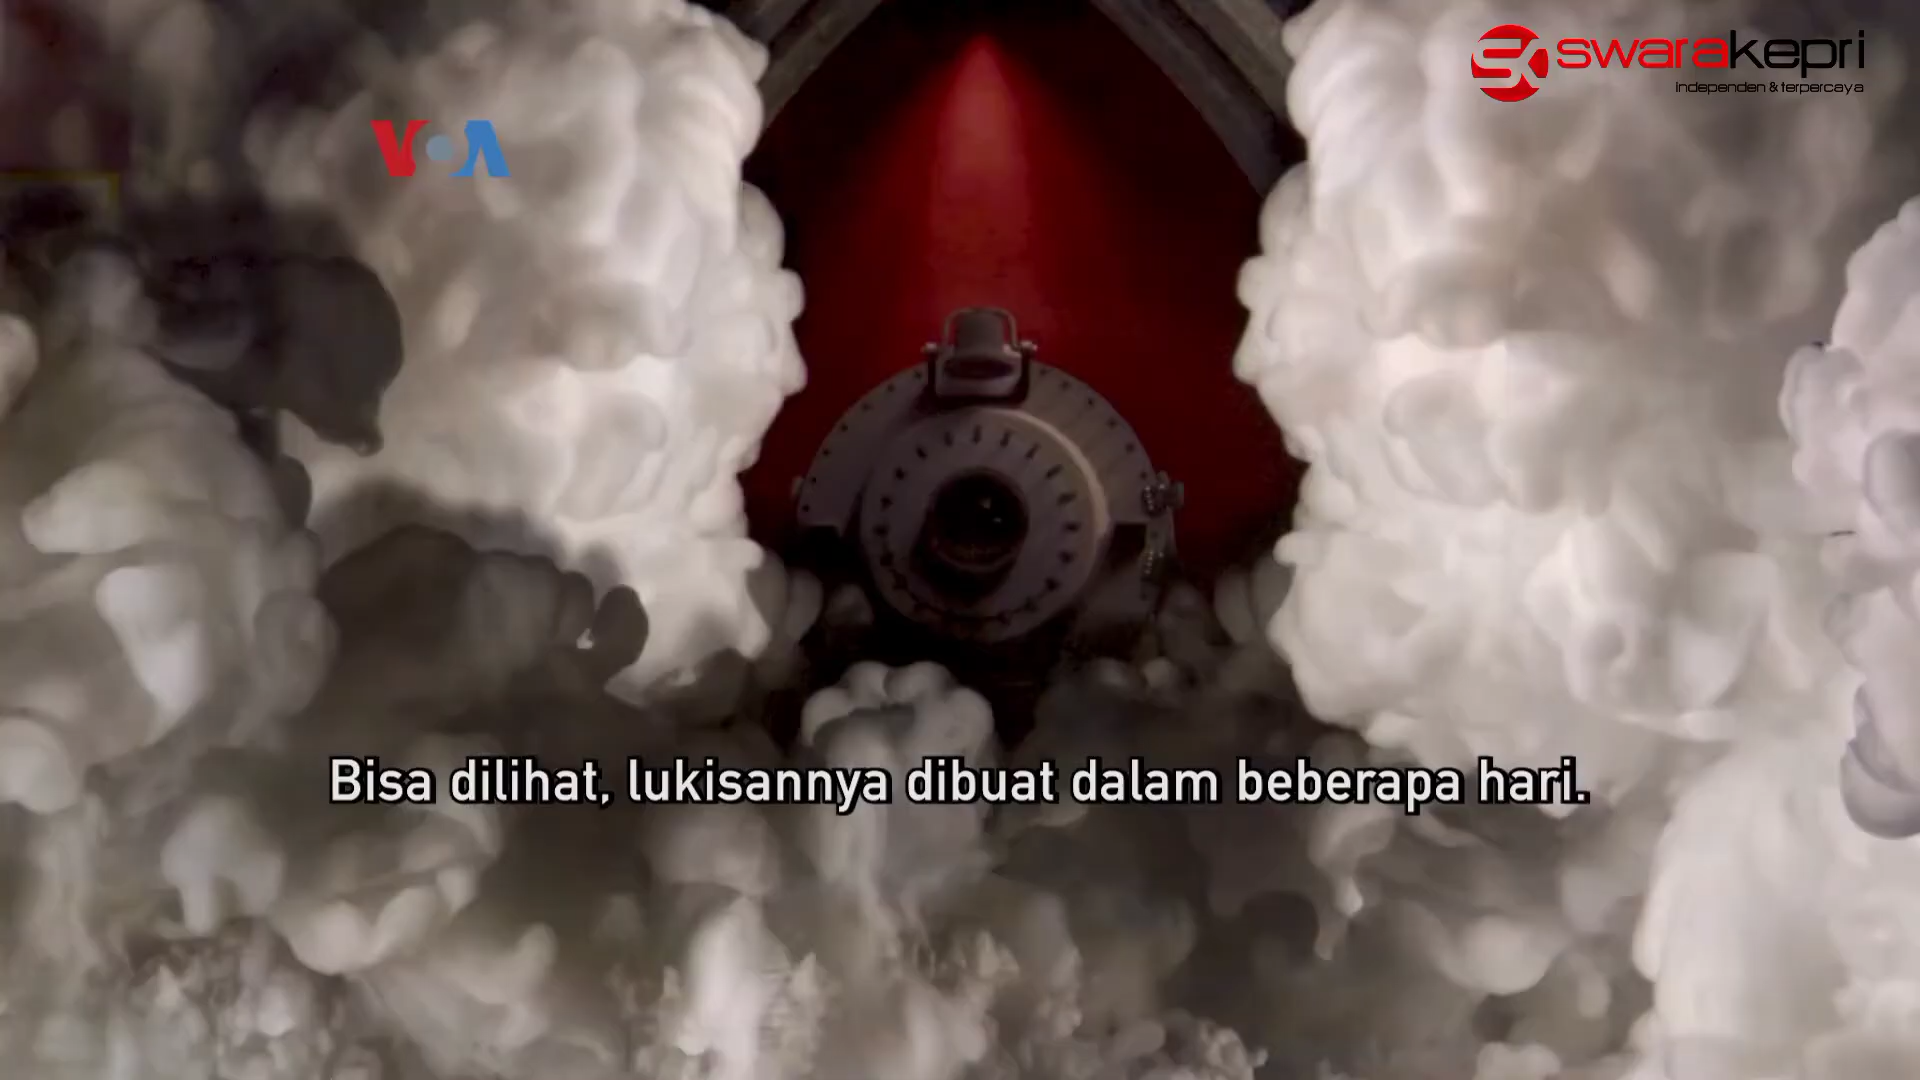 swarakepri
independen & terpercaya
VOA
Bisa dilihat, lukisannya dibuat dalam beberapa hari.